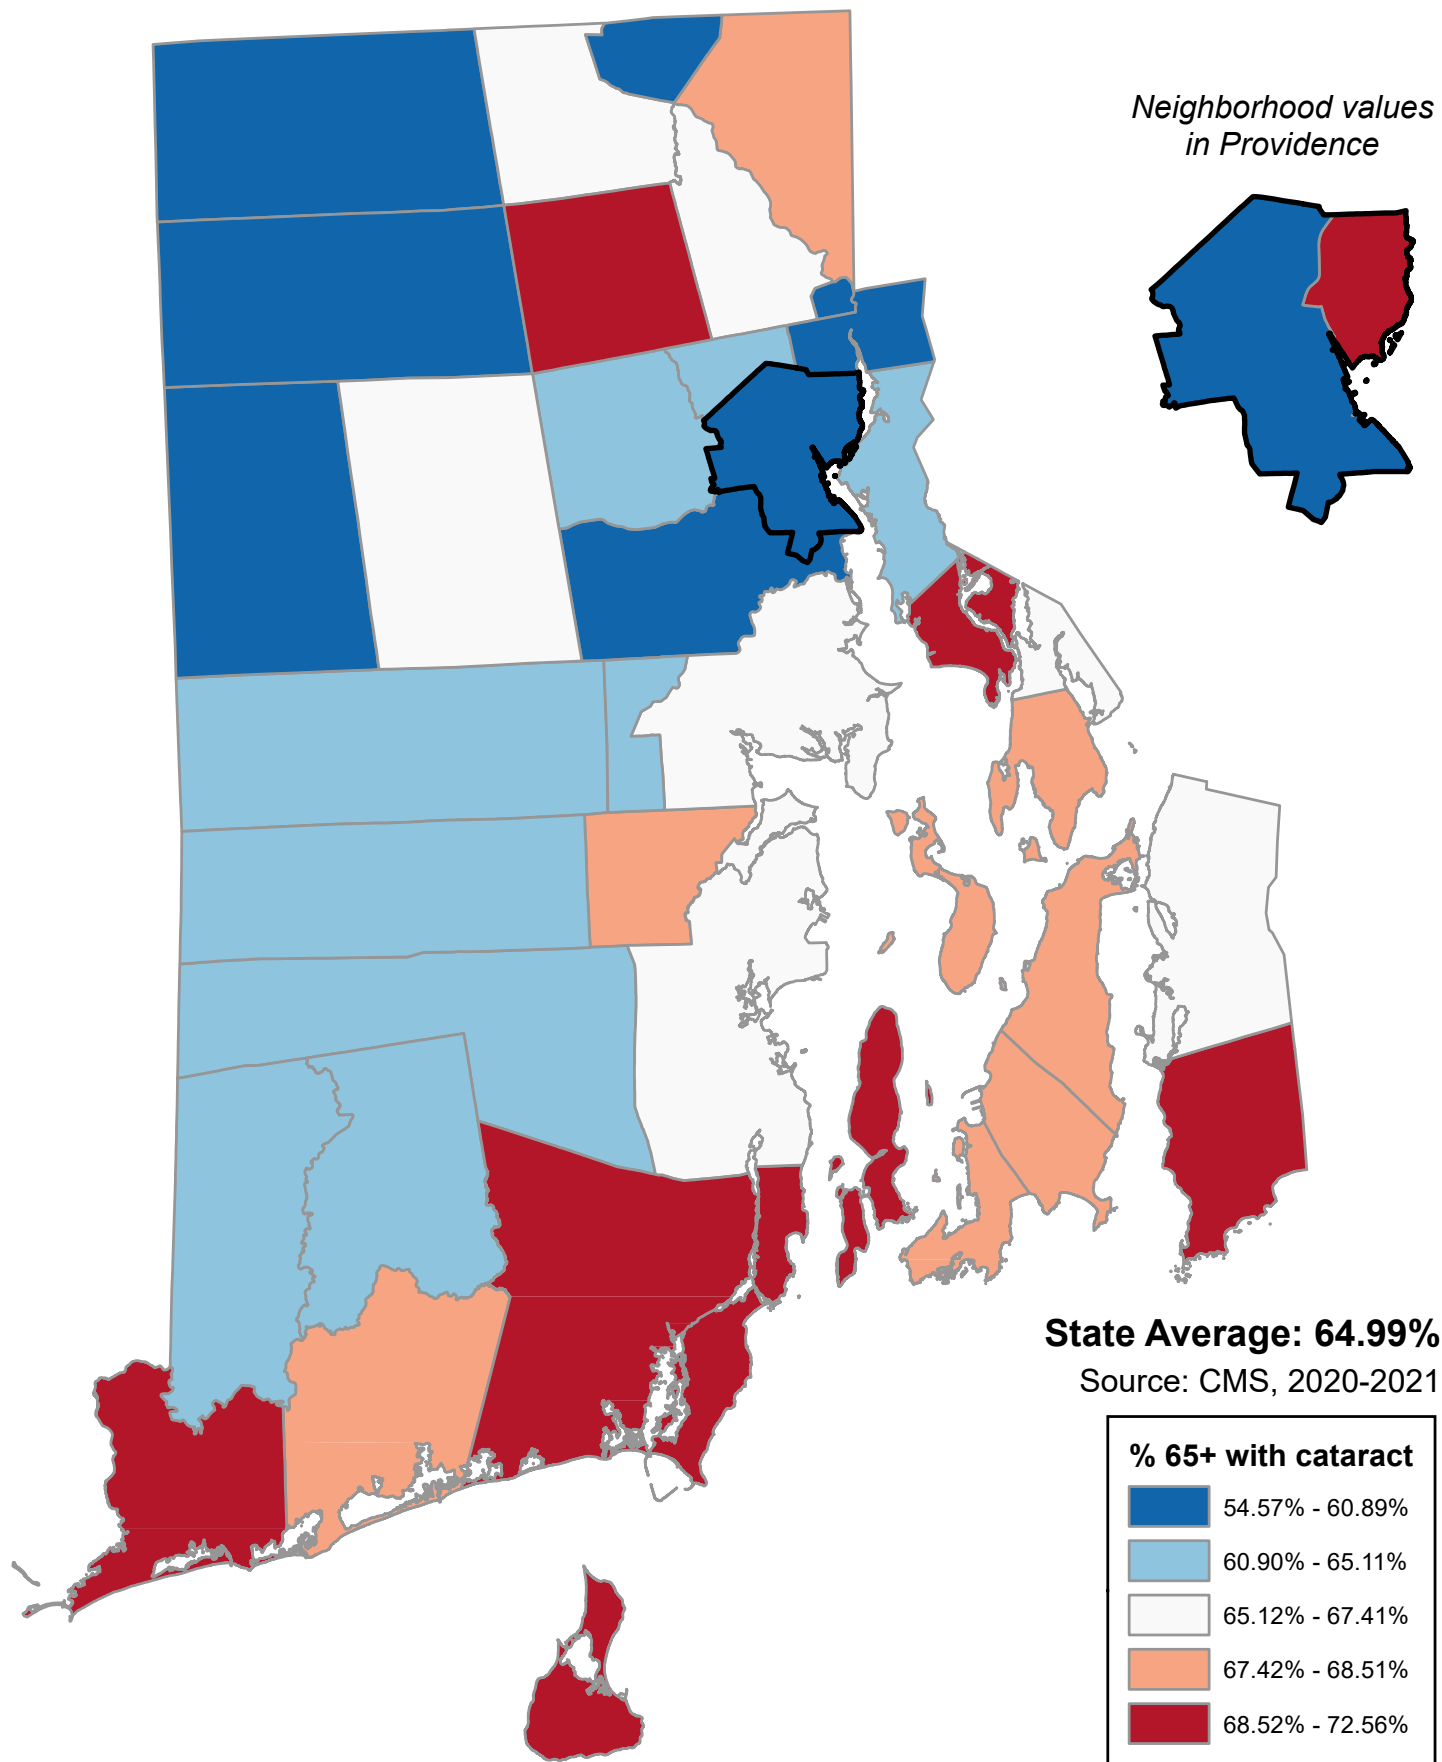 Neighborhood values
in Providence
State Average: 64.99%
Source: CMS, 2020-2021
% 65+ with cataract
54.57% - 60.89%
60.90% - 65.11%
65.12% - 67.41%
67.42% - 68.51%
68.52% - 72.56%